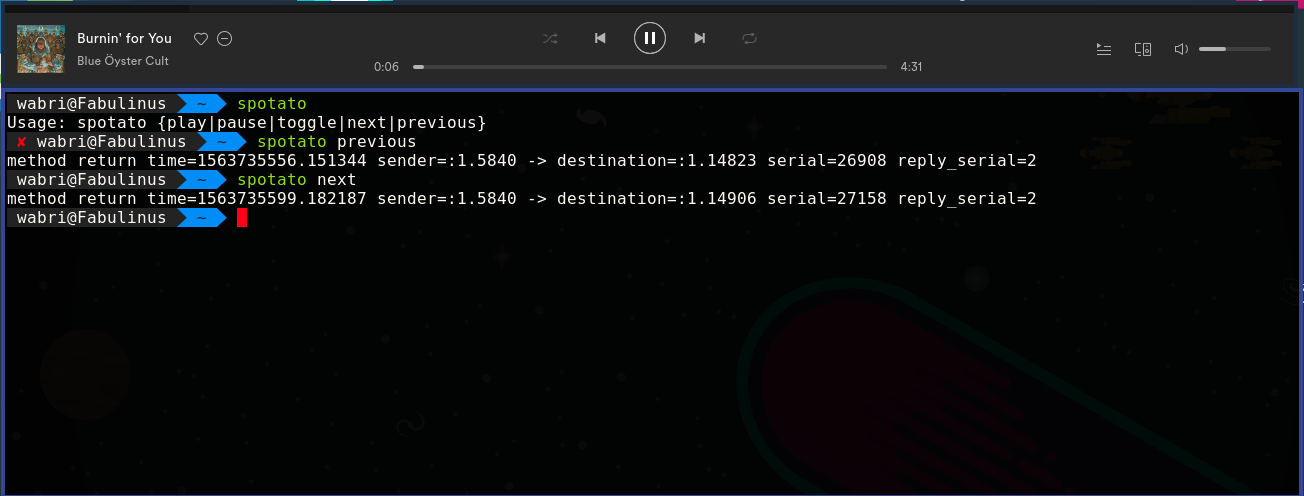 Burnin' for You
Blue Öyster Cult
0:06 4:31
wabri@Fabulinus ~ spotato
Usage: spotato {play|pause|toggle|next|previous}
✘ wabri@Fabulinus ~ spotato previous
method return time=1563735556.151344 sender=:1.5840 -> destination=:1.14823 serial=26908 reply_serial=2
wabri@Fabulinus ~ spotato next
method return time=1563735599.182187 sender=:1.5840 -> destination=:1.14906 serial=27158 reply_serial=2
wabri@Fabulinus ~